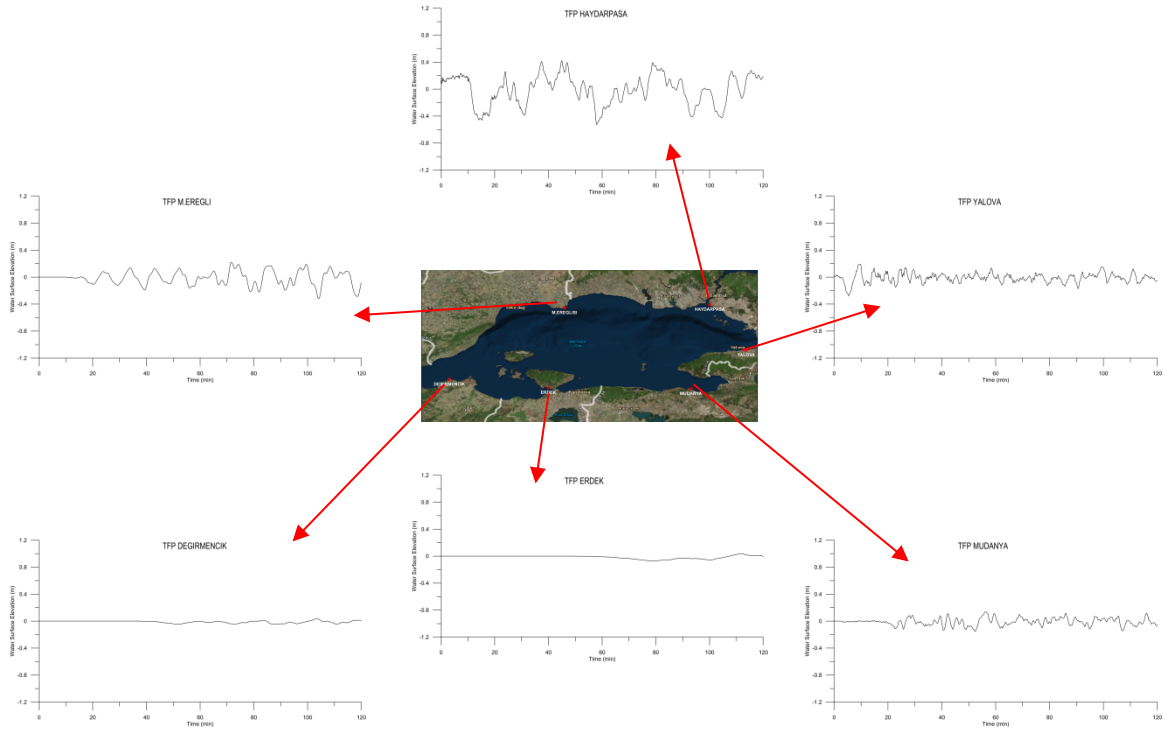 TFP HAYDARPASA
Water Surface Elevation (m)
1.2
0.8
0.4
0
-0.4
-0.8
-1.2
0 20 40 60 80 100 120
Time (min)
TFP M.EREGLI
Water Surface Elevation (m)
1.2
0.8
0.4
0
-0.4
-0.8
-1.2
0 20 40 60 80 100 120
Time (min)
TFP YALOVA
Water Surface Elevation (m)
1.2
0.8
0.4
0
-0.4
-0.8
-1.2
0 20 40 60 80 100 120
Time (min)
M.EREGLISI
HAYDARPASA
YALOVA
DEGIRMENCIK
ERDEK
MUDANYA
TFP ERDEK
Water Surface Elevation (m)
1.2
0.8
0.4
0
-0.4
-0.8
-1.2
0 20 40 60 80 100 120
Time (min)
TFP DEGIRMENCIK
Water Surface Elevation (m)
1.2
0.8
0.4
0
-0.4
-0.8
-1.2
0 20 40 60 80 100 120
Time (min)
TFP MUDANYA
Water Surface Elevation (m)
1.2
0.8
0.4
0
-0.4
-0.8
-1.2
0 20 40 60 80 100 120
Time (min)